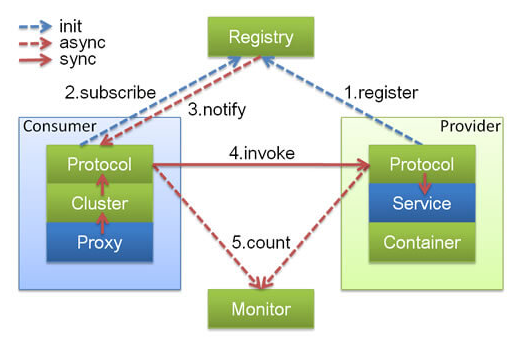 init
async
sync
Registry
2.subscribe
3.notify
1.register
Consumer
Provider
Protocol
4.invoke
Protocol
Cluster
Service
Proxy
5.count
Container
Monitor